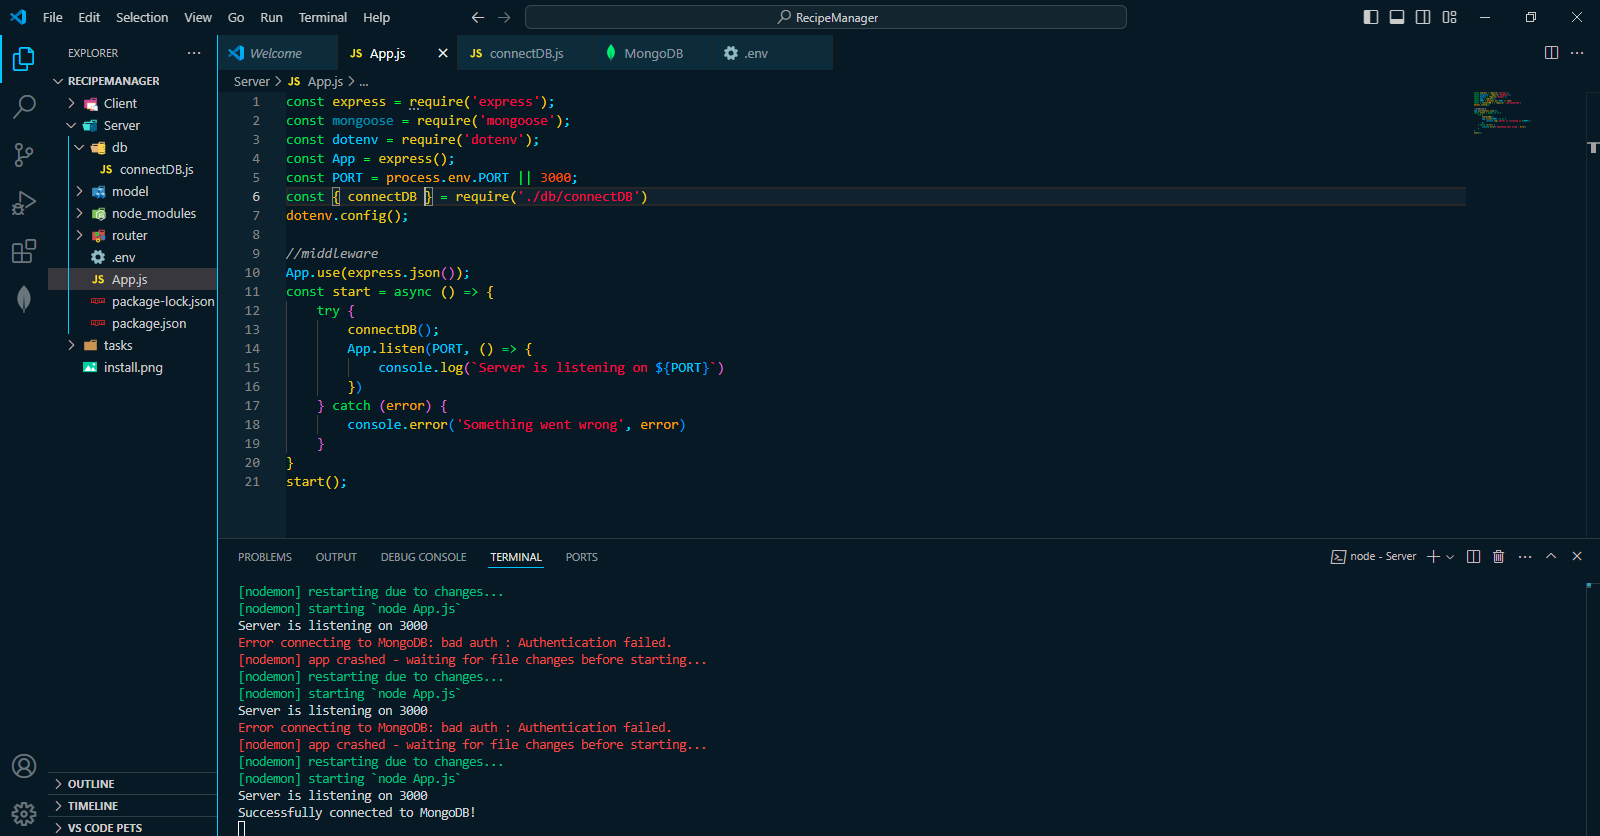 File Edit Selection View Go Run Terminal Help
RecipeManager
EXPLORER
RECIPEMANAGER
Client
Server
db
connectDB.js
model
node_modules
router
.env
JS App.js
package-lock.json
package.json
tasks
install.png
OUTLINE
TIMELINE
VS CODE PETS
Welcome JS App.js JS connectDB.js MongoDB .env
Server > JS App.js > ...
1 const express = require('express');
2 const mongoose = require('mongoose');
3 const dotenv = require('dotenv');
4 const App = express();
5 const PORT = process.env.PORT || 3000;
6 const { connectDB } = require('./db/connectDB')
7 dotenv.config();
8
9 //middleware
10 App.use(express.json());
11 const start = async () => {
12 try {
13 connectDB();
14 App.listen(PORT, () => {
15 console.log(`Server is listening on ${PORT}`)
16 })
17 } catch (error) {
18 console.error('Something went wrong', error)
19 }
20 }
21 start();
PROBLEMS OUTPUT DEBUG CONSOLE TERMINAL PORTS
node - Server
[nodemon] restarting due to changes...
[nodemon] starting `node App.js`
Server is listening on 3000
Error connecting to MongoDB: bad auth : Authentication failed.
[nodemon] app crashed - waiting for file changes before starting...
[nodemon] restarting due to changes...
[nodemon] starting `node App.js`
Server is listening on 3000
Error connecting to MongoDB: bad auth : Authentication failed.
[nodemon] app crashed - waiting for file changes before starting...
[nodemon] restarting due to changes...
[nodemon] starting `node App.js`
Server is listening on 3000
Successfully connected to MongoDB!